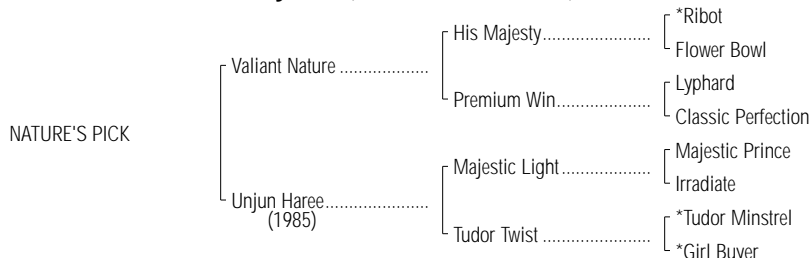 *Ribot
His Majesty........................
Flower Bowl
Valiant Nature ...................
Lyphard
Premium Win.....................
Classic Perfection
NATURE'S PICK
Majestic Prince
Majestic Light....................
Irradiate
Unjun Haree......................
(1985)
*Tudor Minstrel
Tudor Twist ........................
*Girl Buyer